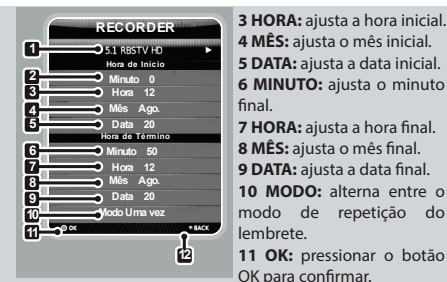 RECORDER
1
5.1 RBSTV HD
Hora de Início
2 Minuto 0
3 Hora 12
4 Mês Ago.
5 Data 20
Hora de Término
6 Minuto 50
7 Hora 12
8 Mês Ago.
9 Data 20
10 Modo Uma vez
11 OK BACK
12
3 HORA: ajusta a hora inicial.
4 MÊS: ajusta o mês inicial.
5 DATA: ajusta a data inicial.
6 MINUTO: ajusta o minuto
final.
7 HORA: ajusta a hora final.
8 MÊS: ajusta o mês final.
9 DATA: ajusta a data final.
10 MODO: alterna entre o
modo de repetição do
lembrete.
11 OK: pressionar o botão
OK para confirmar.